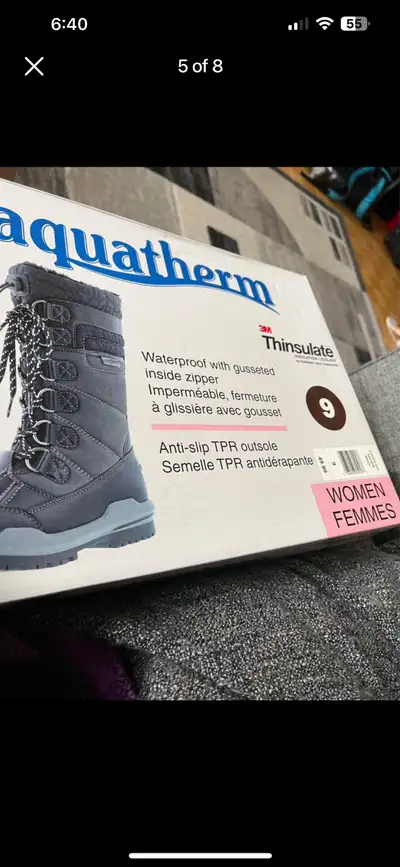 6:40
55
5 of 8
aquatherm
3M
Thinsulate
Waterproof with gusseted
inside zipper
Imperméable, fermeture
à glissière avec gousset
9
Anti-slip TPR outsole
Semelle TPR antidérapante
WOMEN
FEMMES